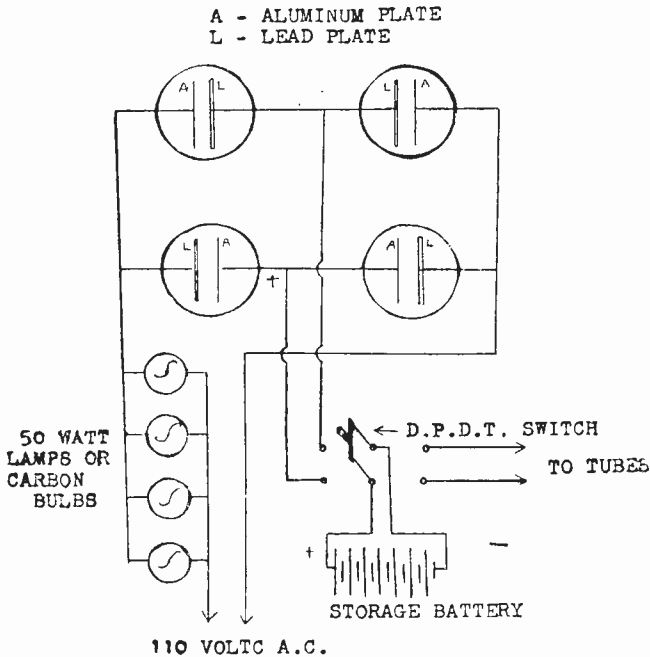 A - ALUMINUM PLATE
L - LEAD PLATE
A L
L A
L A
A L
+
50 WATT
LAMPS OR
CARBON
BULBS
D.P.D.T. SWITCH
TO TUBES
+ -
STORAGE BATTERY
110 VOLTC A.C.